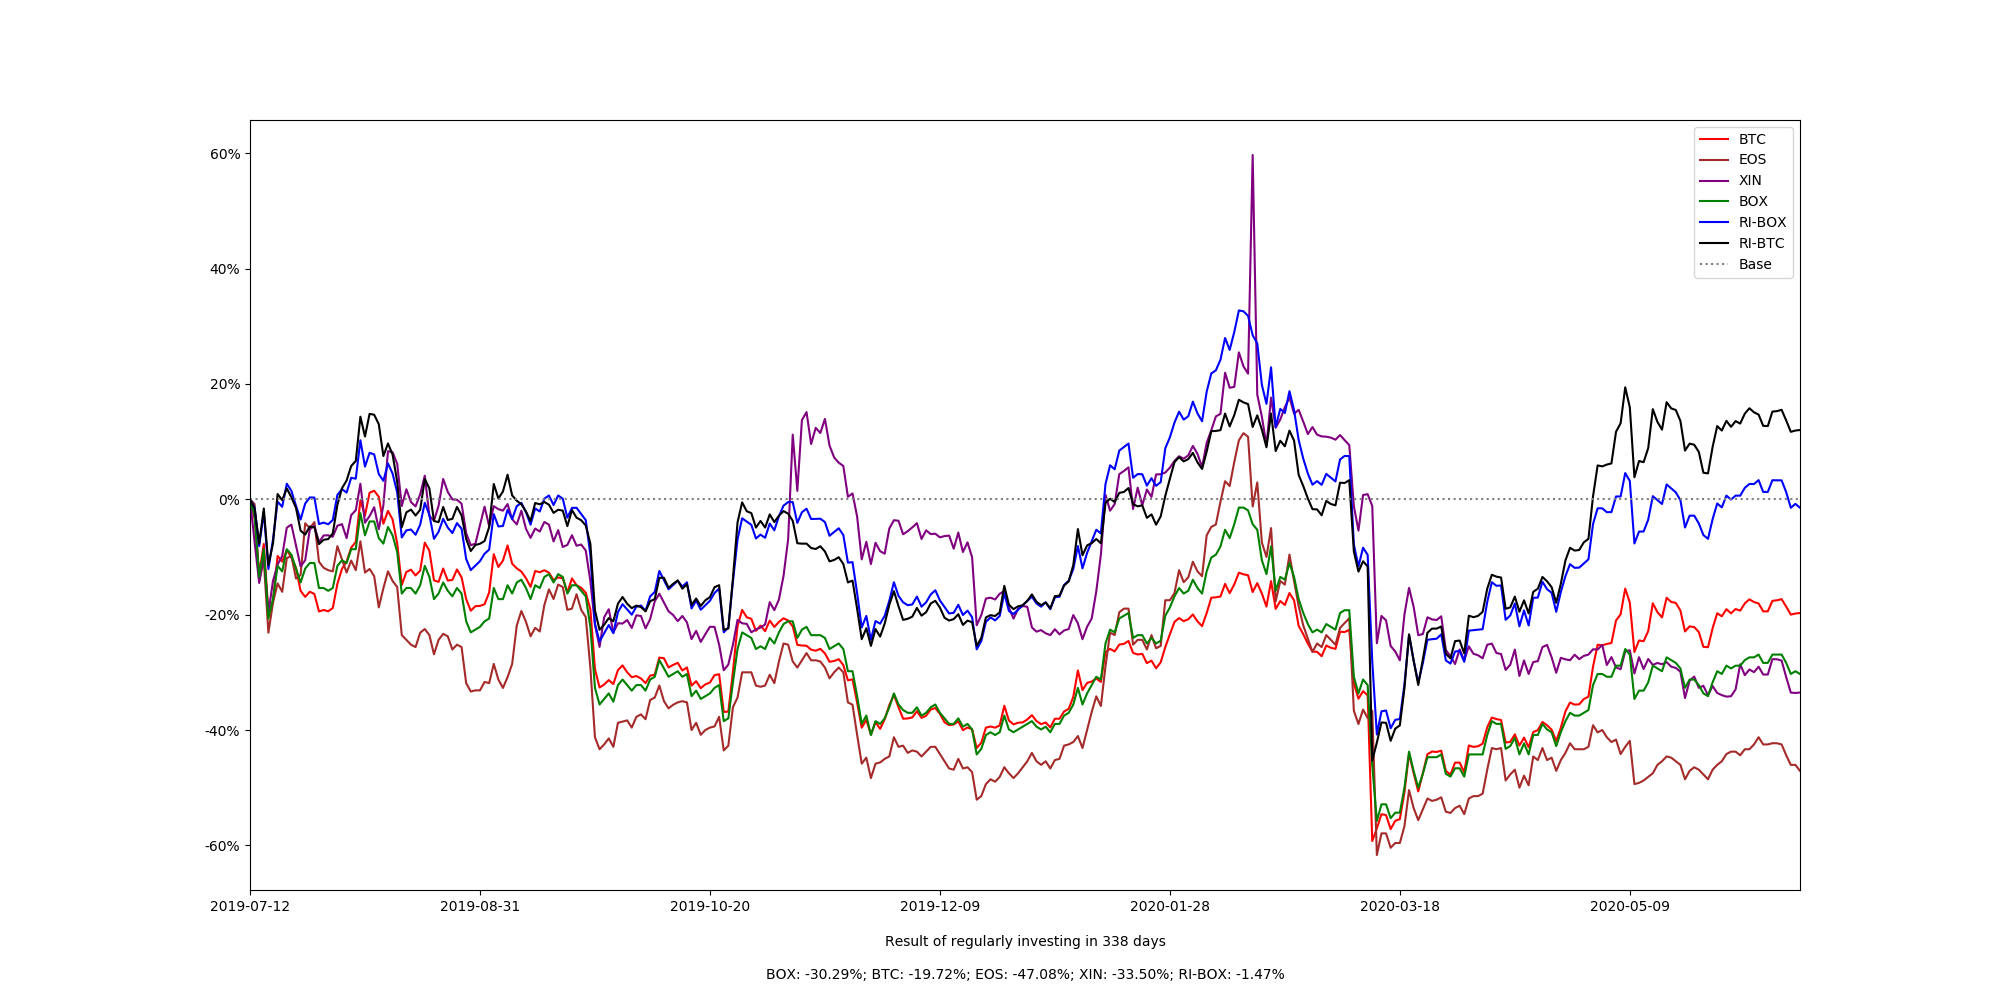 60%
40%
20%
0%
-20%
-40%
-60%
BTC
EOS
XIN
BOX
RI-BOX
RI-BTC
Base
2019-07-12 2019-08-31 2019-10-20 2019-12-09 2020-01-28 2020-03-18 2020-05-09
Result of regularly investing in 338 days
BOX: -30.29%; BTC: -19.72%; EOS: -47.08%; XIN: -33.50%; RI-BOX: -1.47%